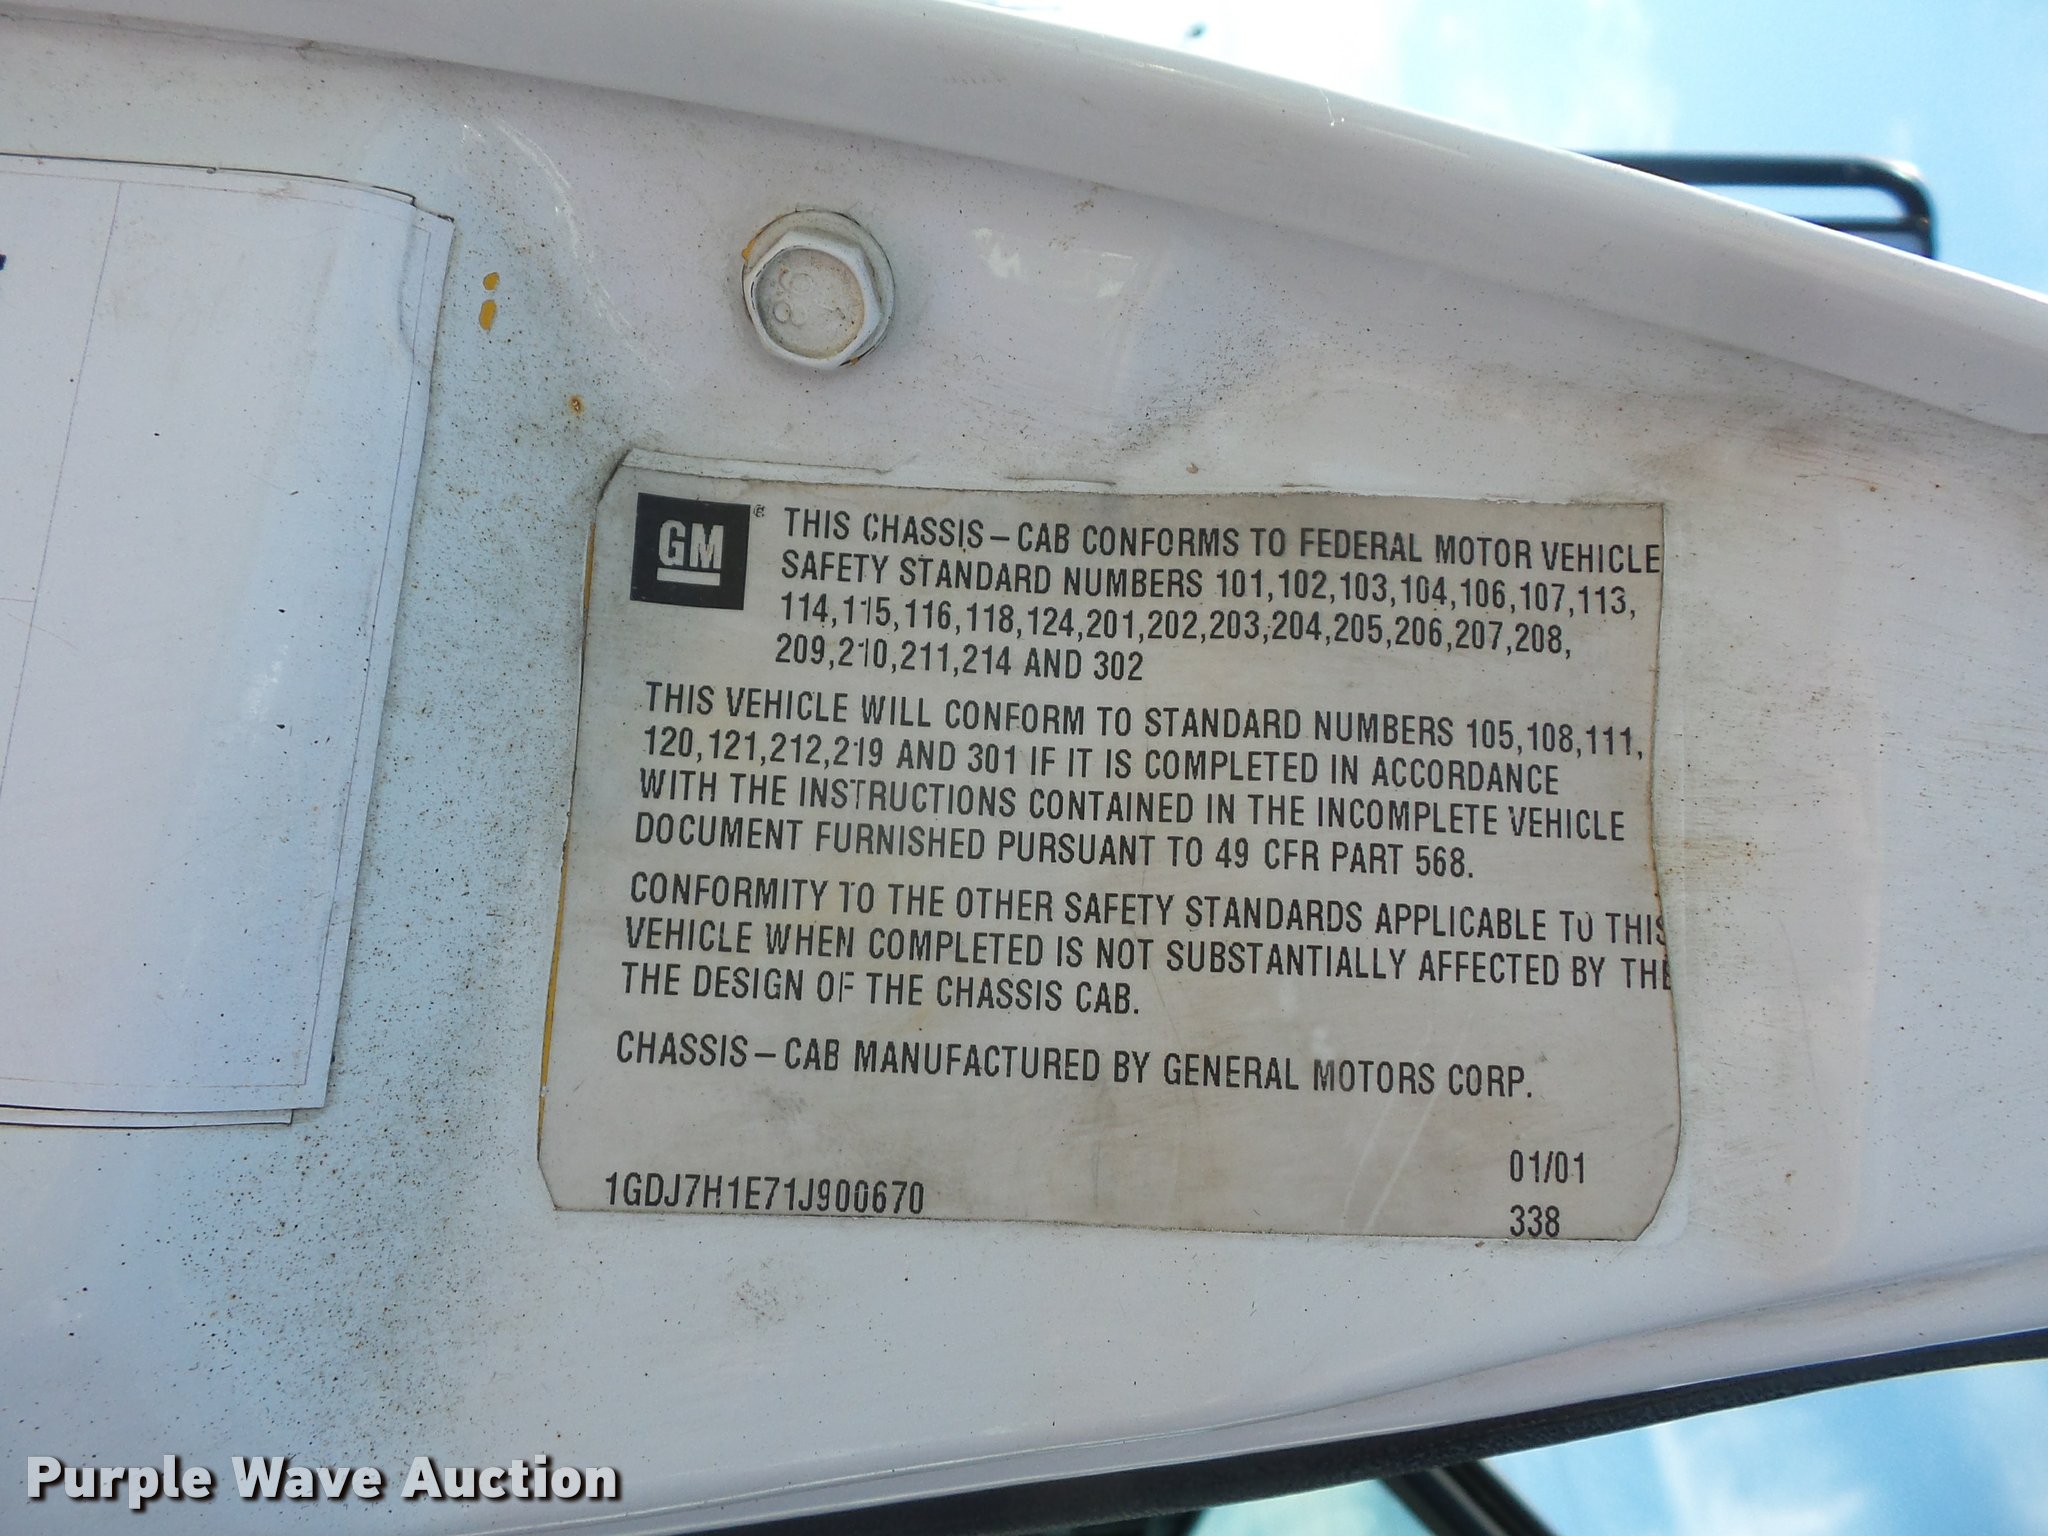 GM
®
THIS CHASSIS – CAB CONFORMS TO FEDERAL MOTOR VEHICLE
SAFETY STANDARD NUMBERS 101,102,103,104,106,107,113,
114,115,116,118,124,201,202,203,204,205,206,207,208,
209,210,211,214 AND 302
THIS VEHICLE WILL CONFORM TO STANDARD NUMBERS 105,108,111,
120,121,212,219 AND 301 IF IT IS COMPLETED IN ACCORDANCE
WITH THE INSTRUCTIONS CONTAINED IN THE INCOMPLETE VEHICLE
DOCUMENT FURNISHED PURSUANT TO 49 CFR PART 568.
CONFORMITY TO THE OTHER SAFETY STANDARDS APPLICABLE TO THIS
VEHICLE WHEN COMPLETED IS NOT SUBSTANTIALLY AFFECTED BY THE
THE DESIGN OF THE CHASSIS CAB.
CHASSIS – CAB MANUFACTURED BY GENERAL MOTORS CORP.
01/01
1GDJ7H1E71J900670
338
Purple Wave Auction